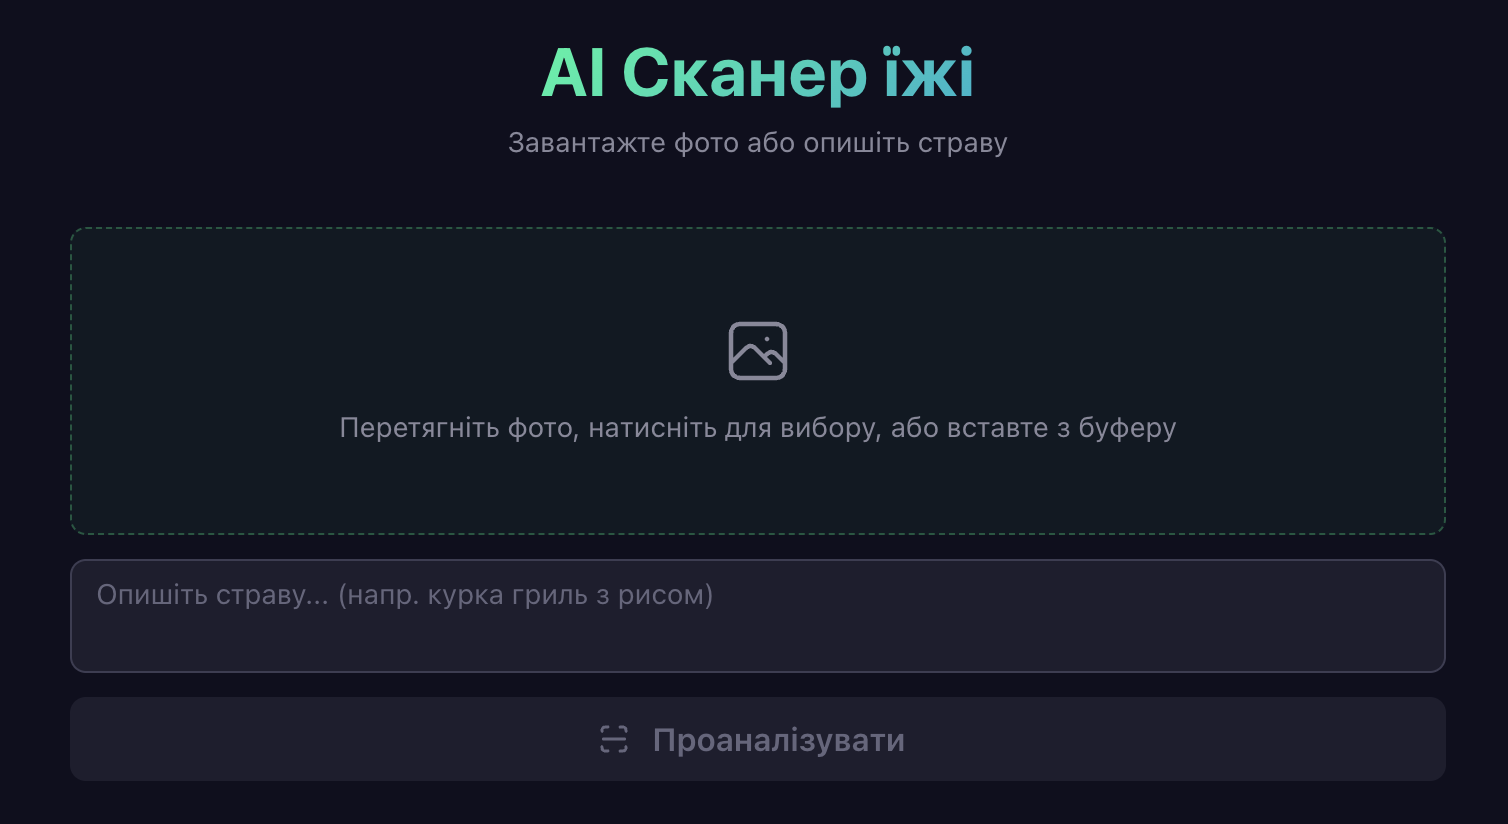 AI Сканер їжі
Завантажте фото або опишіть страву
Перетягніть фото, натисніть для вибору, або вставте з буферу
Опишіть страву... (напр. курка гриль з рисом)
Проаналізувати